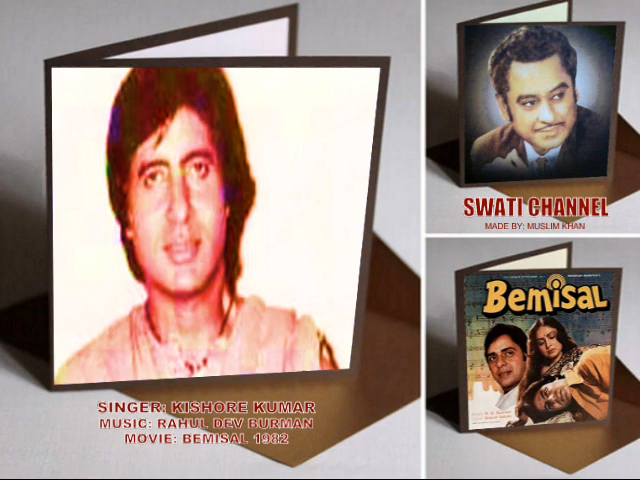 SINGER: KISHORE KUMAR
MUSIC: RAHUL DEV BURMAN
MOVIE: BEMISAL 1982
SWATI CHANNEL
MADE BY: MUSLIM KHAN
Bemisal